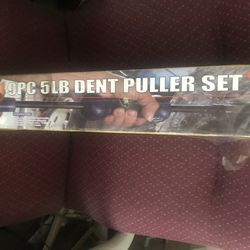 9PC 5LB DENT PULLER SET